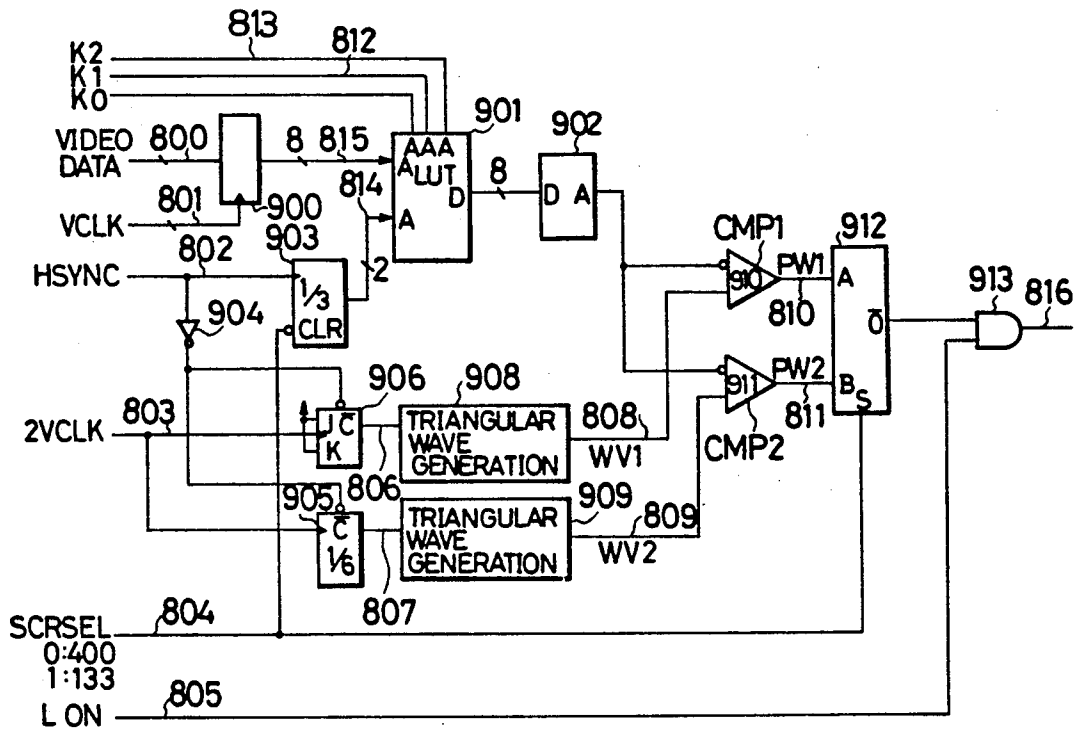 813
K2
812
K1
K0
901
902
VIDEO
DATA
800
8
815
AAA
A
LUT
D
8
D A
814
A
801
VCLK
900
903
802
HSYNC
2
1/3
CLR
904
CMP1
910
PW1
810
912
A
O̅
913
816
906
908
911
PW2
811
B
S
CMP2
803
2VCLK
J C̅
K
TRIANGULAR
WAVE
GENERATION
808
WV1
806
905
C̅
1/6
TRIANGULAR
WAVE
GENERATION
909
809
WV2
807
SCRSEL
804
0:400
1:133
L ON
805